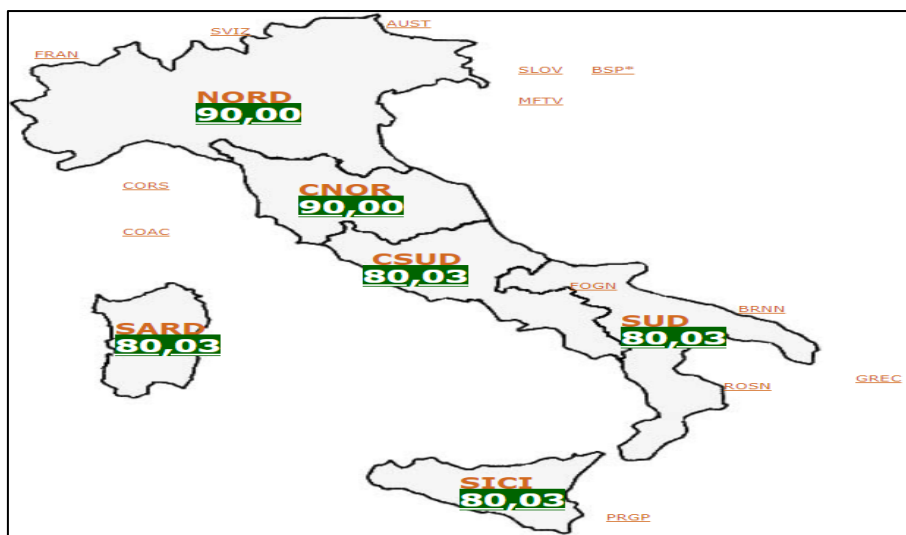 AUST
SVIZ
FRAN
SLOV BSP*
NORD
90,00
MFTV
CORS
CNOR
90,00
COAC
CSUD
80,03
FOGN
BRNN
SARD
80,03
SUD
80,03
GREC
ROSN
SICI
80,03
PRGP